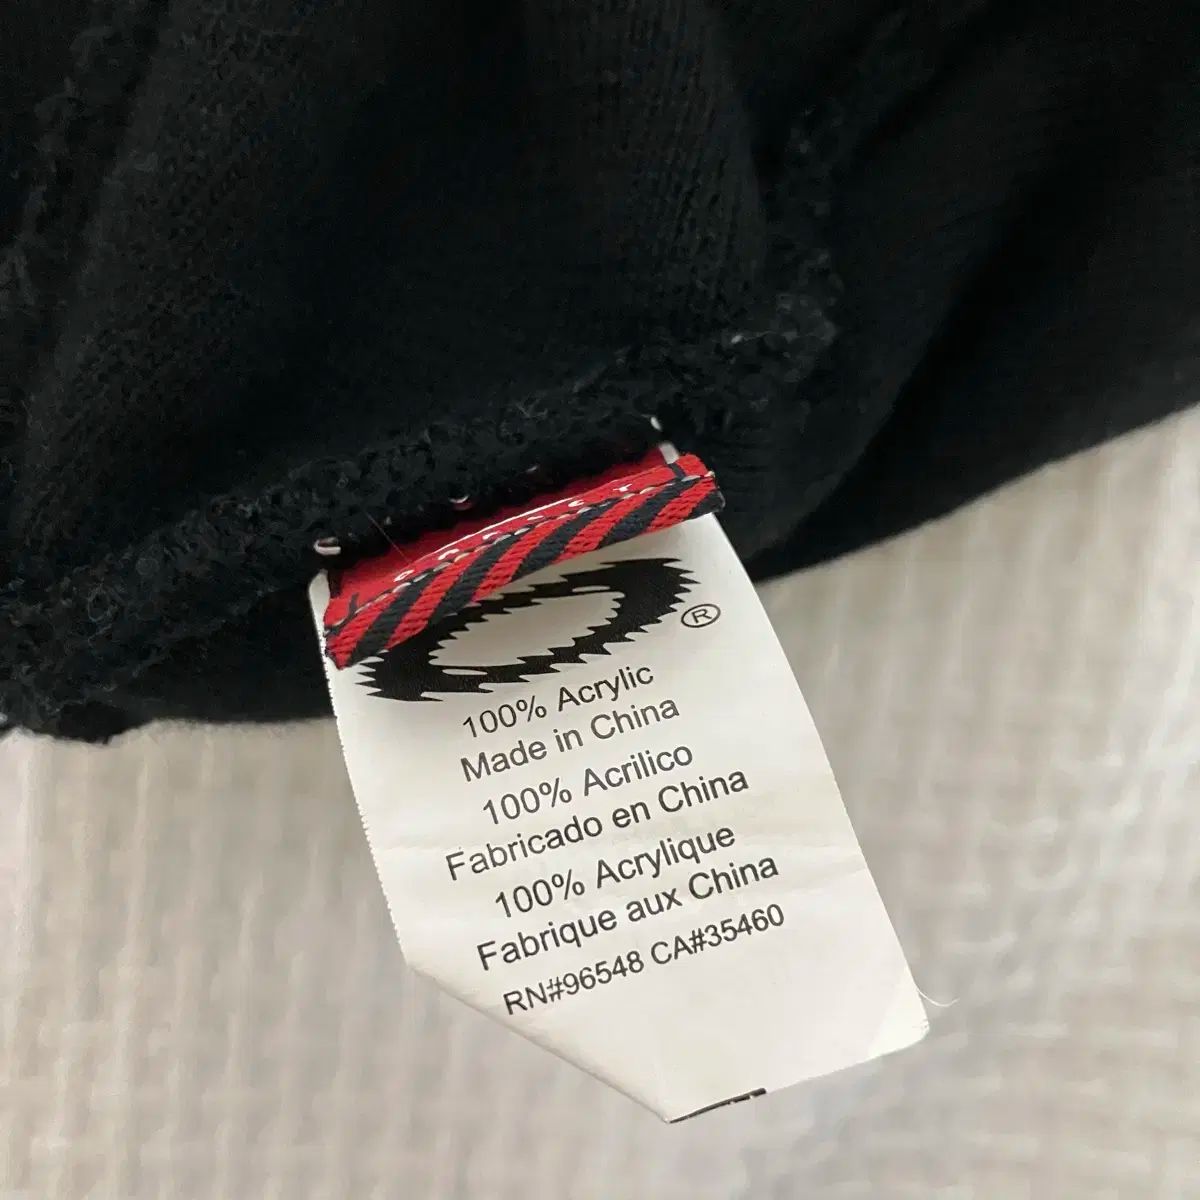 ®
100% Acrylic
Made in China
100% Acrilico
Fabricado en China
100% Acrylique
Fabrique aux China
RN#96548 CA#35460